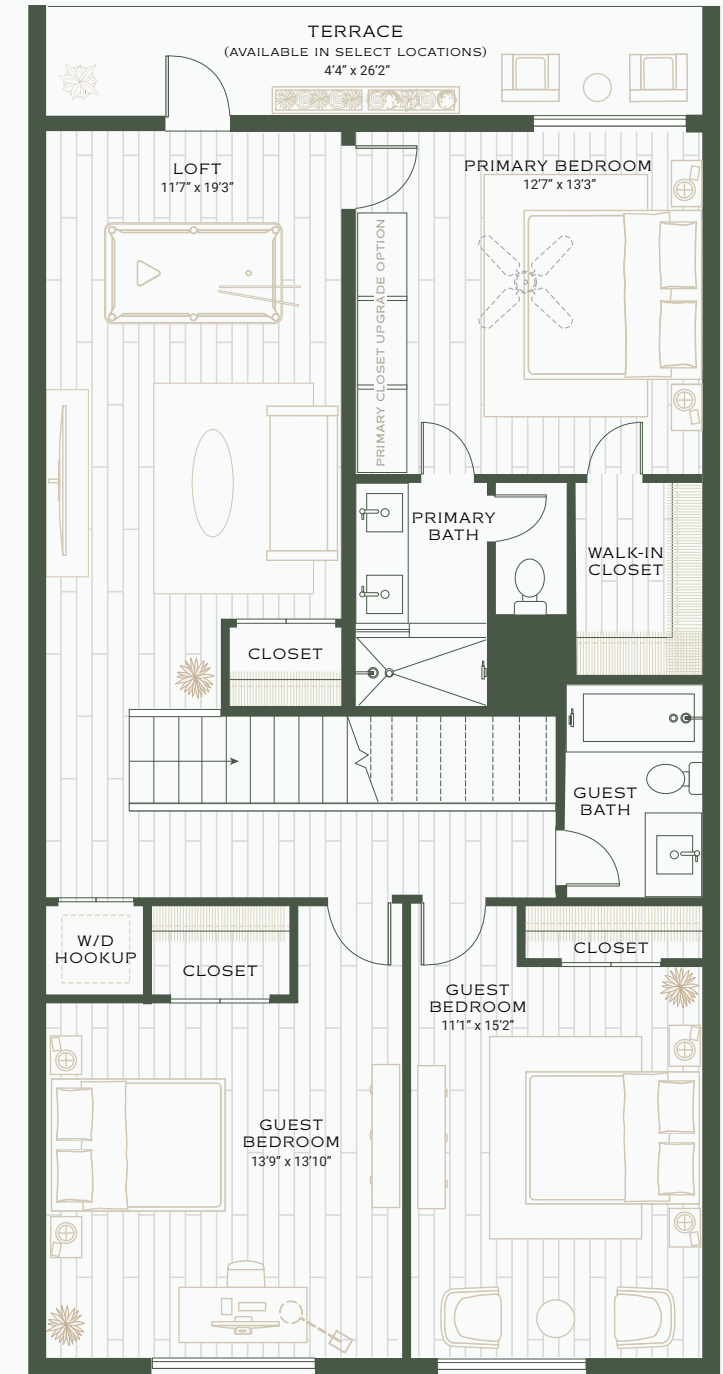 TERRACE
(AVAILABLE IN SELECT LOCATIONS)
4'4" x 26'2"
LOFT
11'7" x 19'3"
PRIMARY BEDROOM
12'7" x 13'3"
PRIMARY CLOSET UPGRADE OPTION
PRIMARY
BATH
WALK-IN
CLOSET
CLOSET
GUEST
BATH
W/D
HOOKUP
CLOSET
CLOSET
GUEST
BEDROOM
11'1" x 15'2"
GUEST
BEDROOM
13'9" x 13'10"